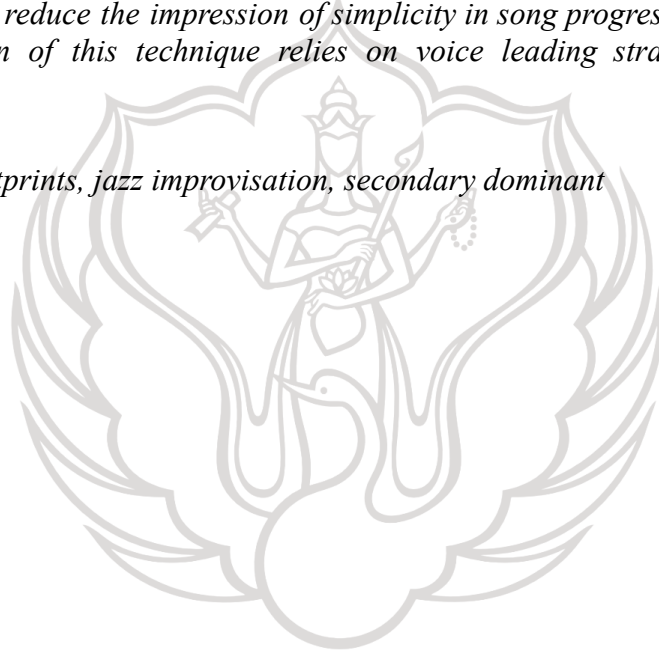 reduce the impression of simplicity in song progres
n of this technique relies on voice leading stra
tprints, jazz improvisation, secondary dominant